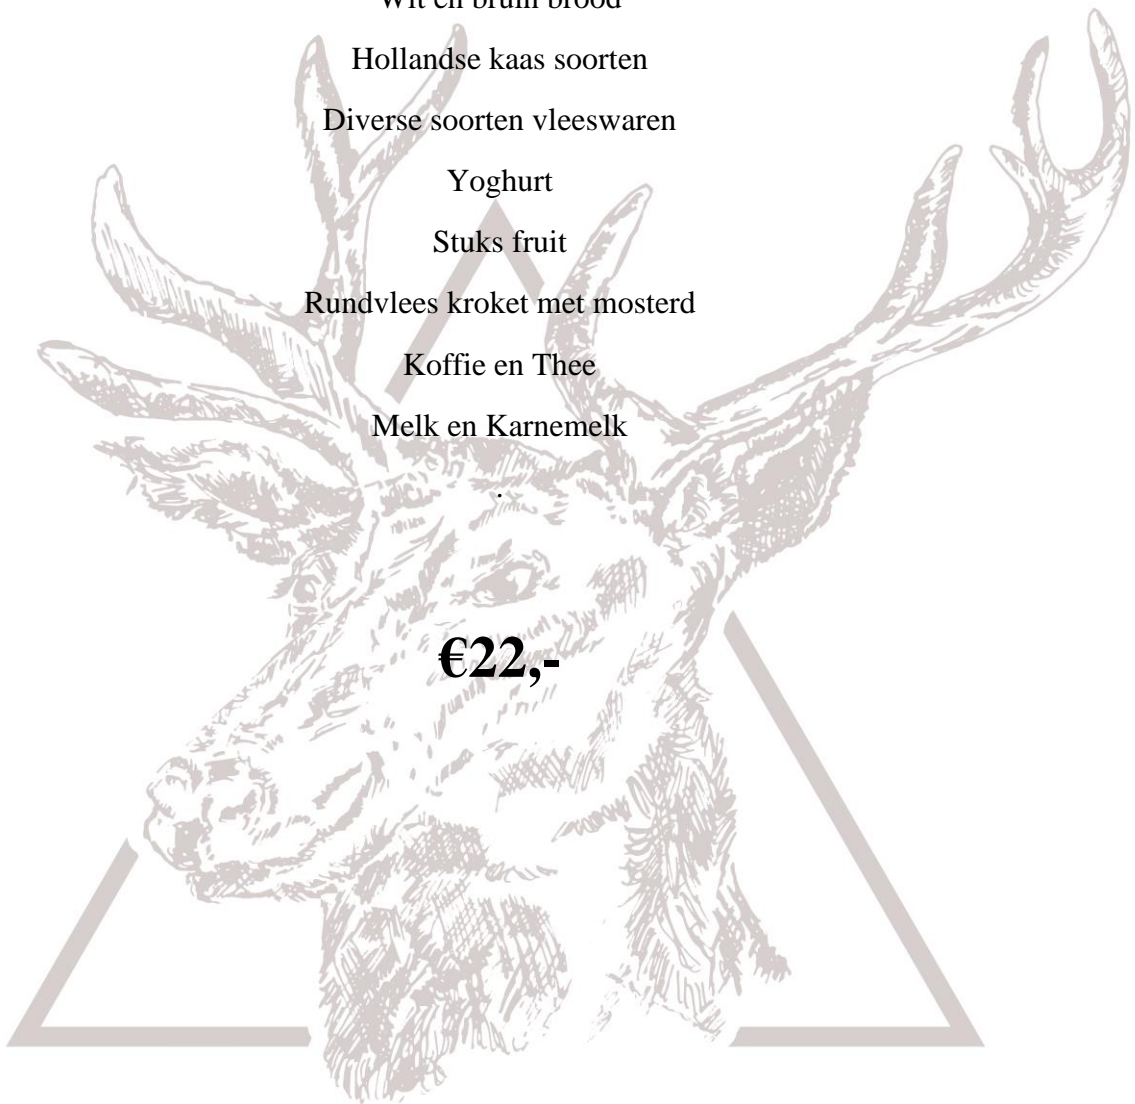 Wit en bruin brood
Hollandse kaas soorten
Diverse soorten vleeswaren
Yoghurt
Stuks fruit
Rundvlees kroket met mosterd
Koffie en Thee
Melk en Karnemelk
.
€22,-